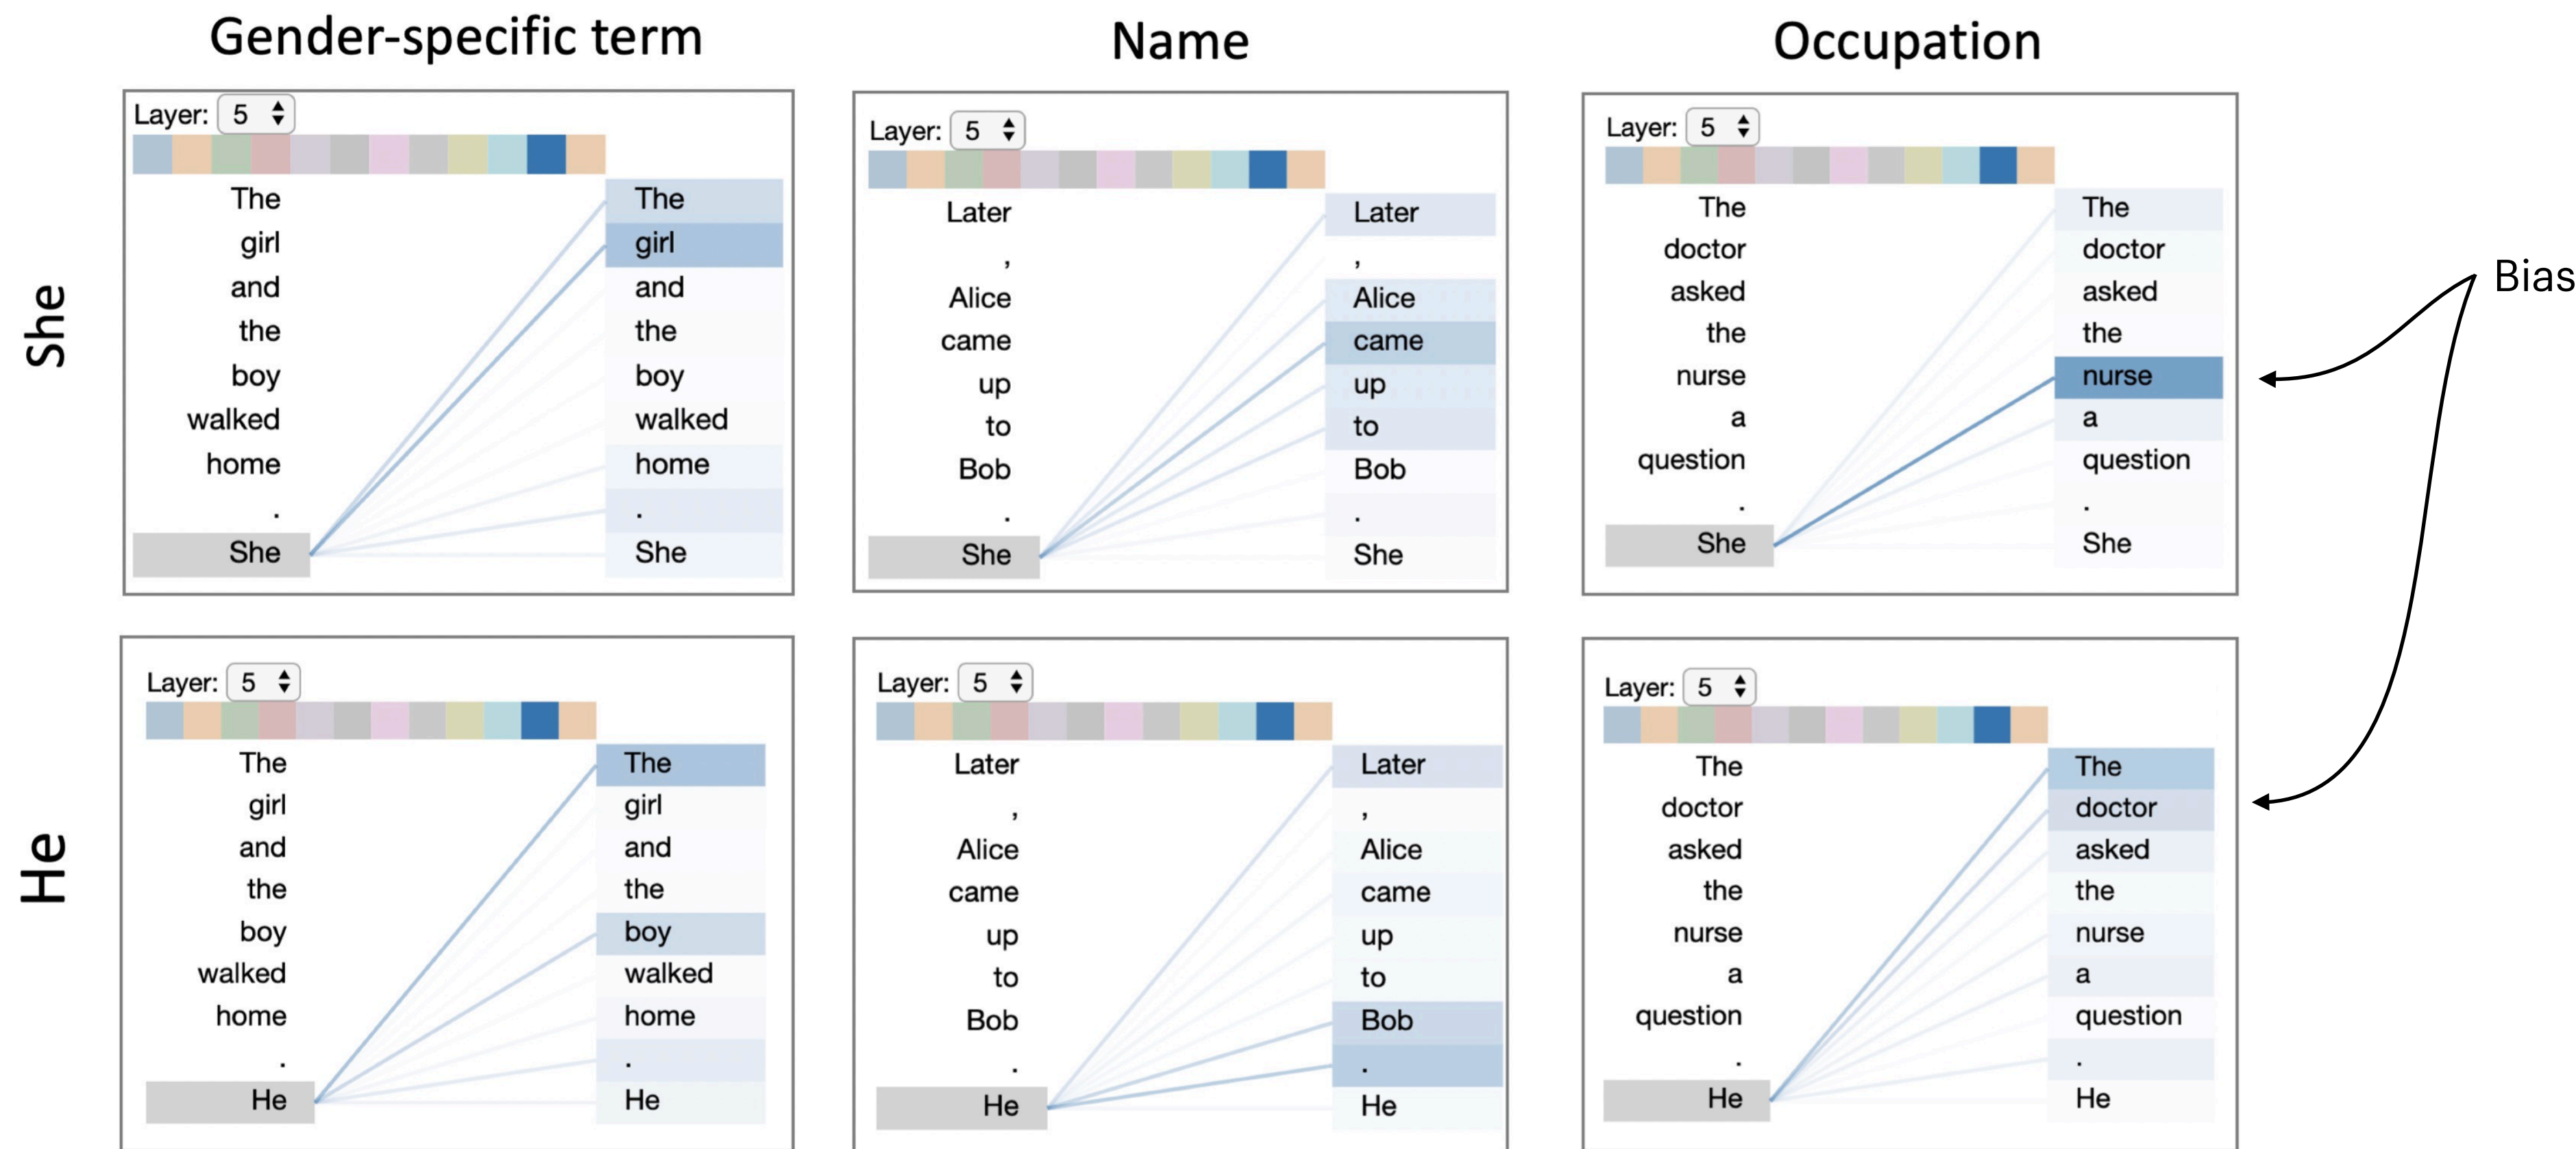 Gender-specific term
Name
Occupation
She
Layer: 5
The The
girl girl
and and
the the
boy boy
walked walked
home home
. .
She She
Layer: 5
Later Later
, ,
Alice Alice
came came
up up
to to
Bob Bob
. .
She She
Layer: 5
The The
doctor doctor
asked asked
the the
nurse nurse
a a
question question
. .
She She
Bias
He
Layer: 5
The The
girl girl
and and
the the
boy boy
walked walked
home home
. .
He He
Layer: 5
Later Later
, ,
Alice Alice
came came
up up
to to
Bob Bob
. .
He He
Layer: 5
The The
doctor doctor
asked asked
the the
nurse nurse
a a
question question
. .
He He